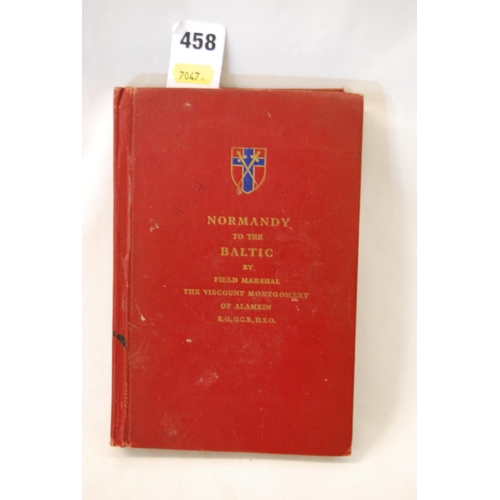 458
7047.
NORMANDY
TO THE
BALTIC
BY
FIELD MARSHAL
THE VISCOUNT MONTGOMERY
OF ALAMEIN
K.G., G.C.B., D.S.O.